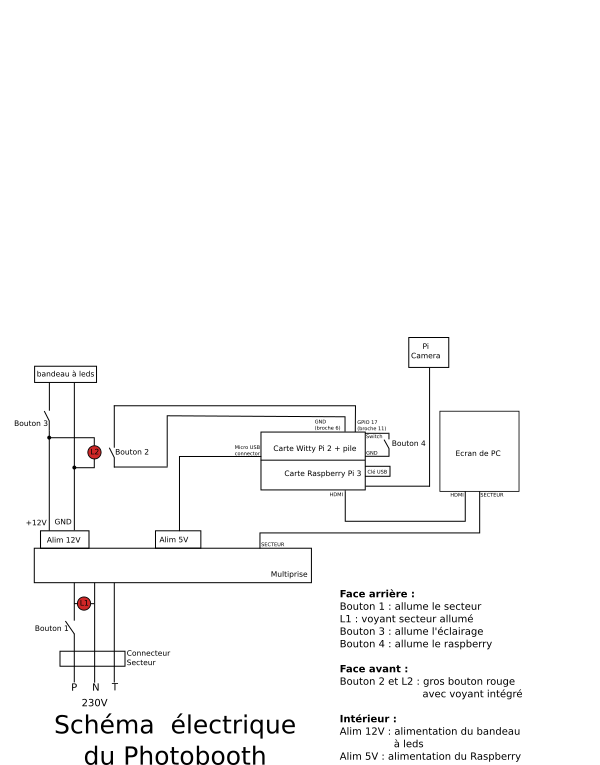 Pi
Camera
bandeau à leds
Bouton 3
GND
(broche 6)
GPIO 17
(broche 11)
Switch
Bouton 4
L2
Bouton 2
Micro USB
connector
Carte Witty Pi 2 + pile
GND
Ecran de PC
Carte Raspberry Pi 3
Clé USB
HDMI
HDMI
SECTEUR
+12V
GND
Alim 12V
Alim 5V
SECTEUR
Multiprise
L1
Bouton 1
Connecteur
Secteur
P
N
T
230V
Schéma électrique
du Photobooth
Face arrière :
Bouton 1 : allume le secteur
L1 : voyant secteur allumé
Bouton 3 : allume l'éclairage
Bouton 4 : allume le raspberry
Face avant :
Bouton 2 et L2 : gros bouton rouge
avec voyant intégré
Intérieur :
Alim 12V : alimentation du bandeau
à leds
Alim 5V : alimentation du Raspberry